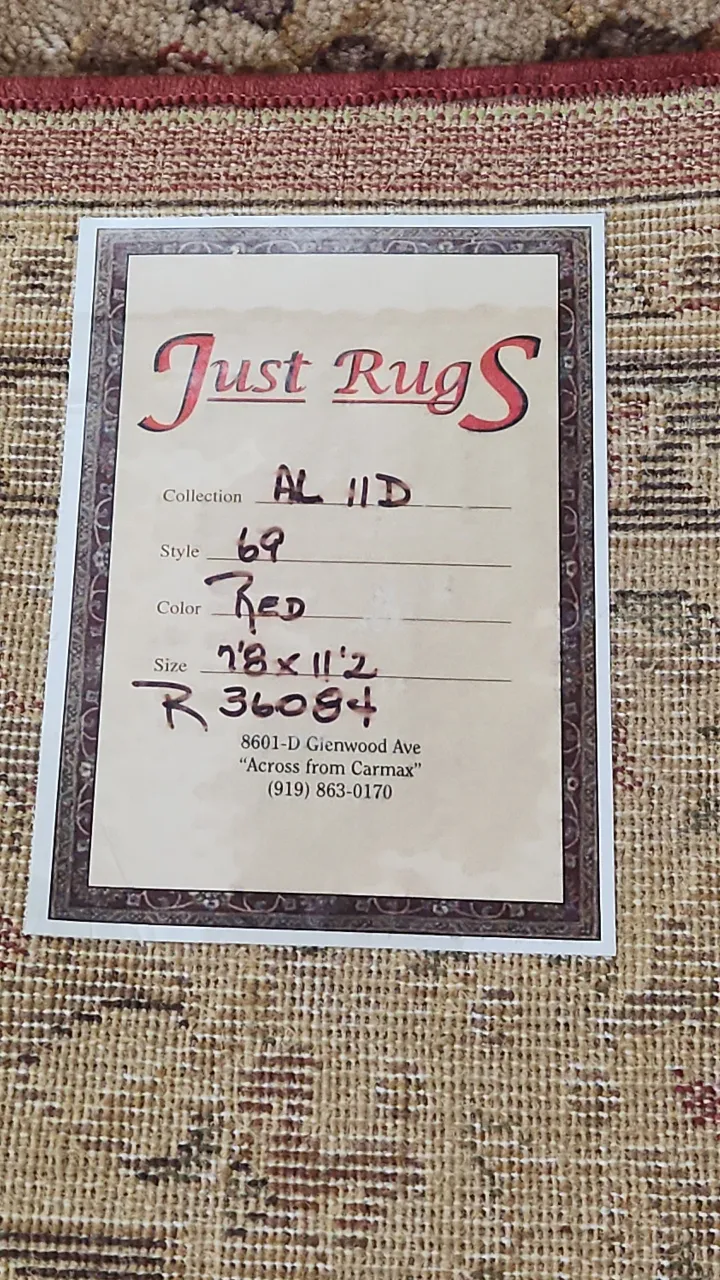 Just RugS
Collection AL 11D
Style 69
Color RED
Size 7'8 x 11'2
R 36084
8601-D Glenwood Ave
“Across from Carmax”
(919) 863-0170